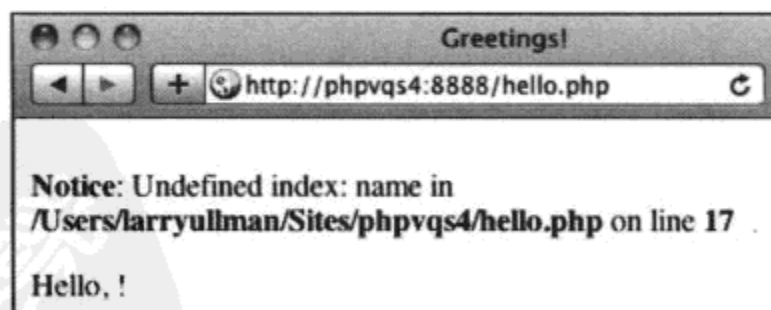 Greetings!
http://phpvqs4:8888/hello.php
Notice: Undefined index: name in
/Users/larryullman/Sites/phpvqs4/hello.php on line 17
Hello, !